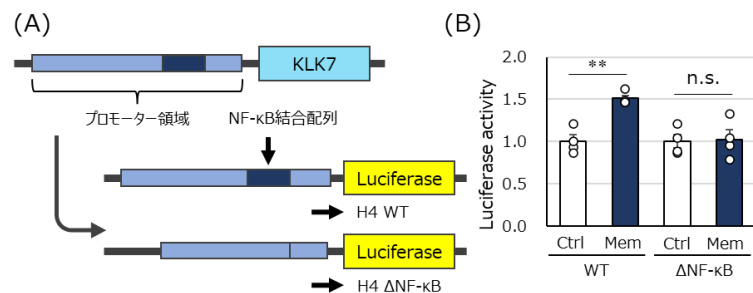 (A)
KLK7
プロモーター領域
NF-κB結合配列
Luciferase
H4 WT
Luciferase
H4 ΔNF-κB
(B)
Luciferase activity
2.0
1.5
1.0
0.5
0.0
**
n.s.
Ctrl Mem Ctrl Mem
WT ΔNF-κB